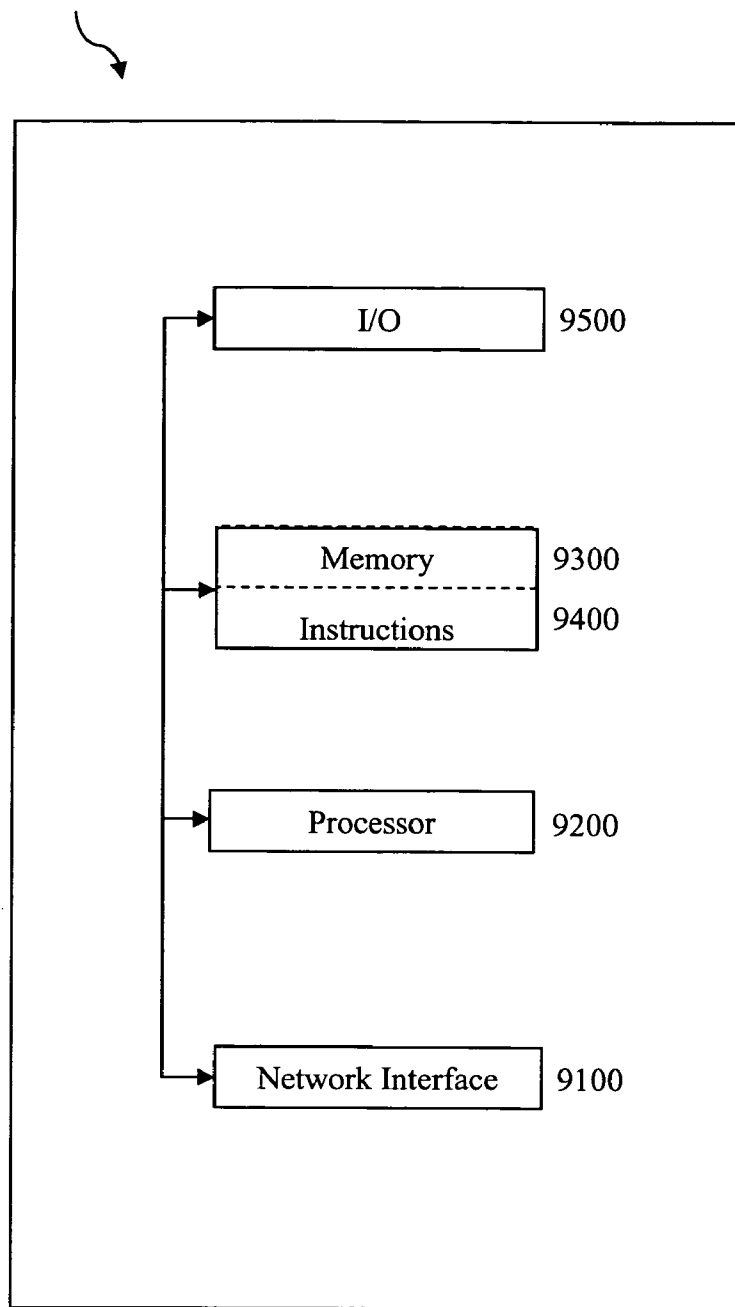 I/O 9500
Memory 9300
Instructions 9400
Processor 9200
Network Interface 9100